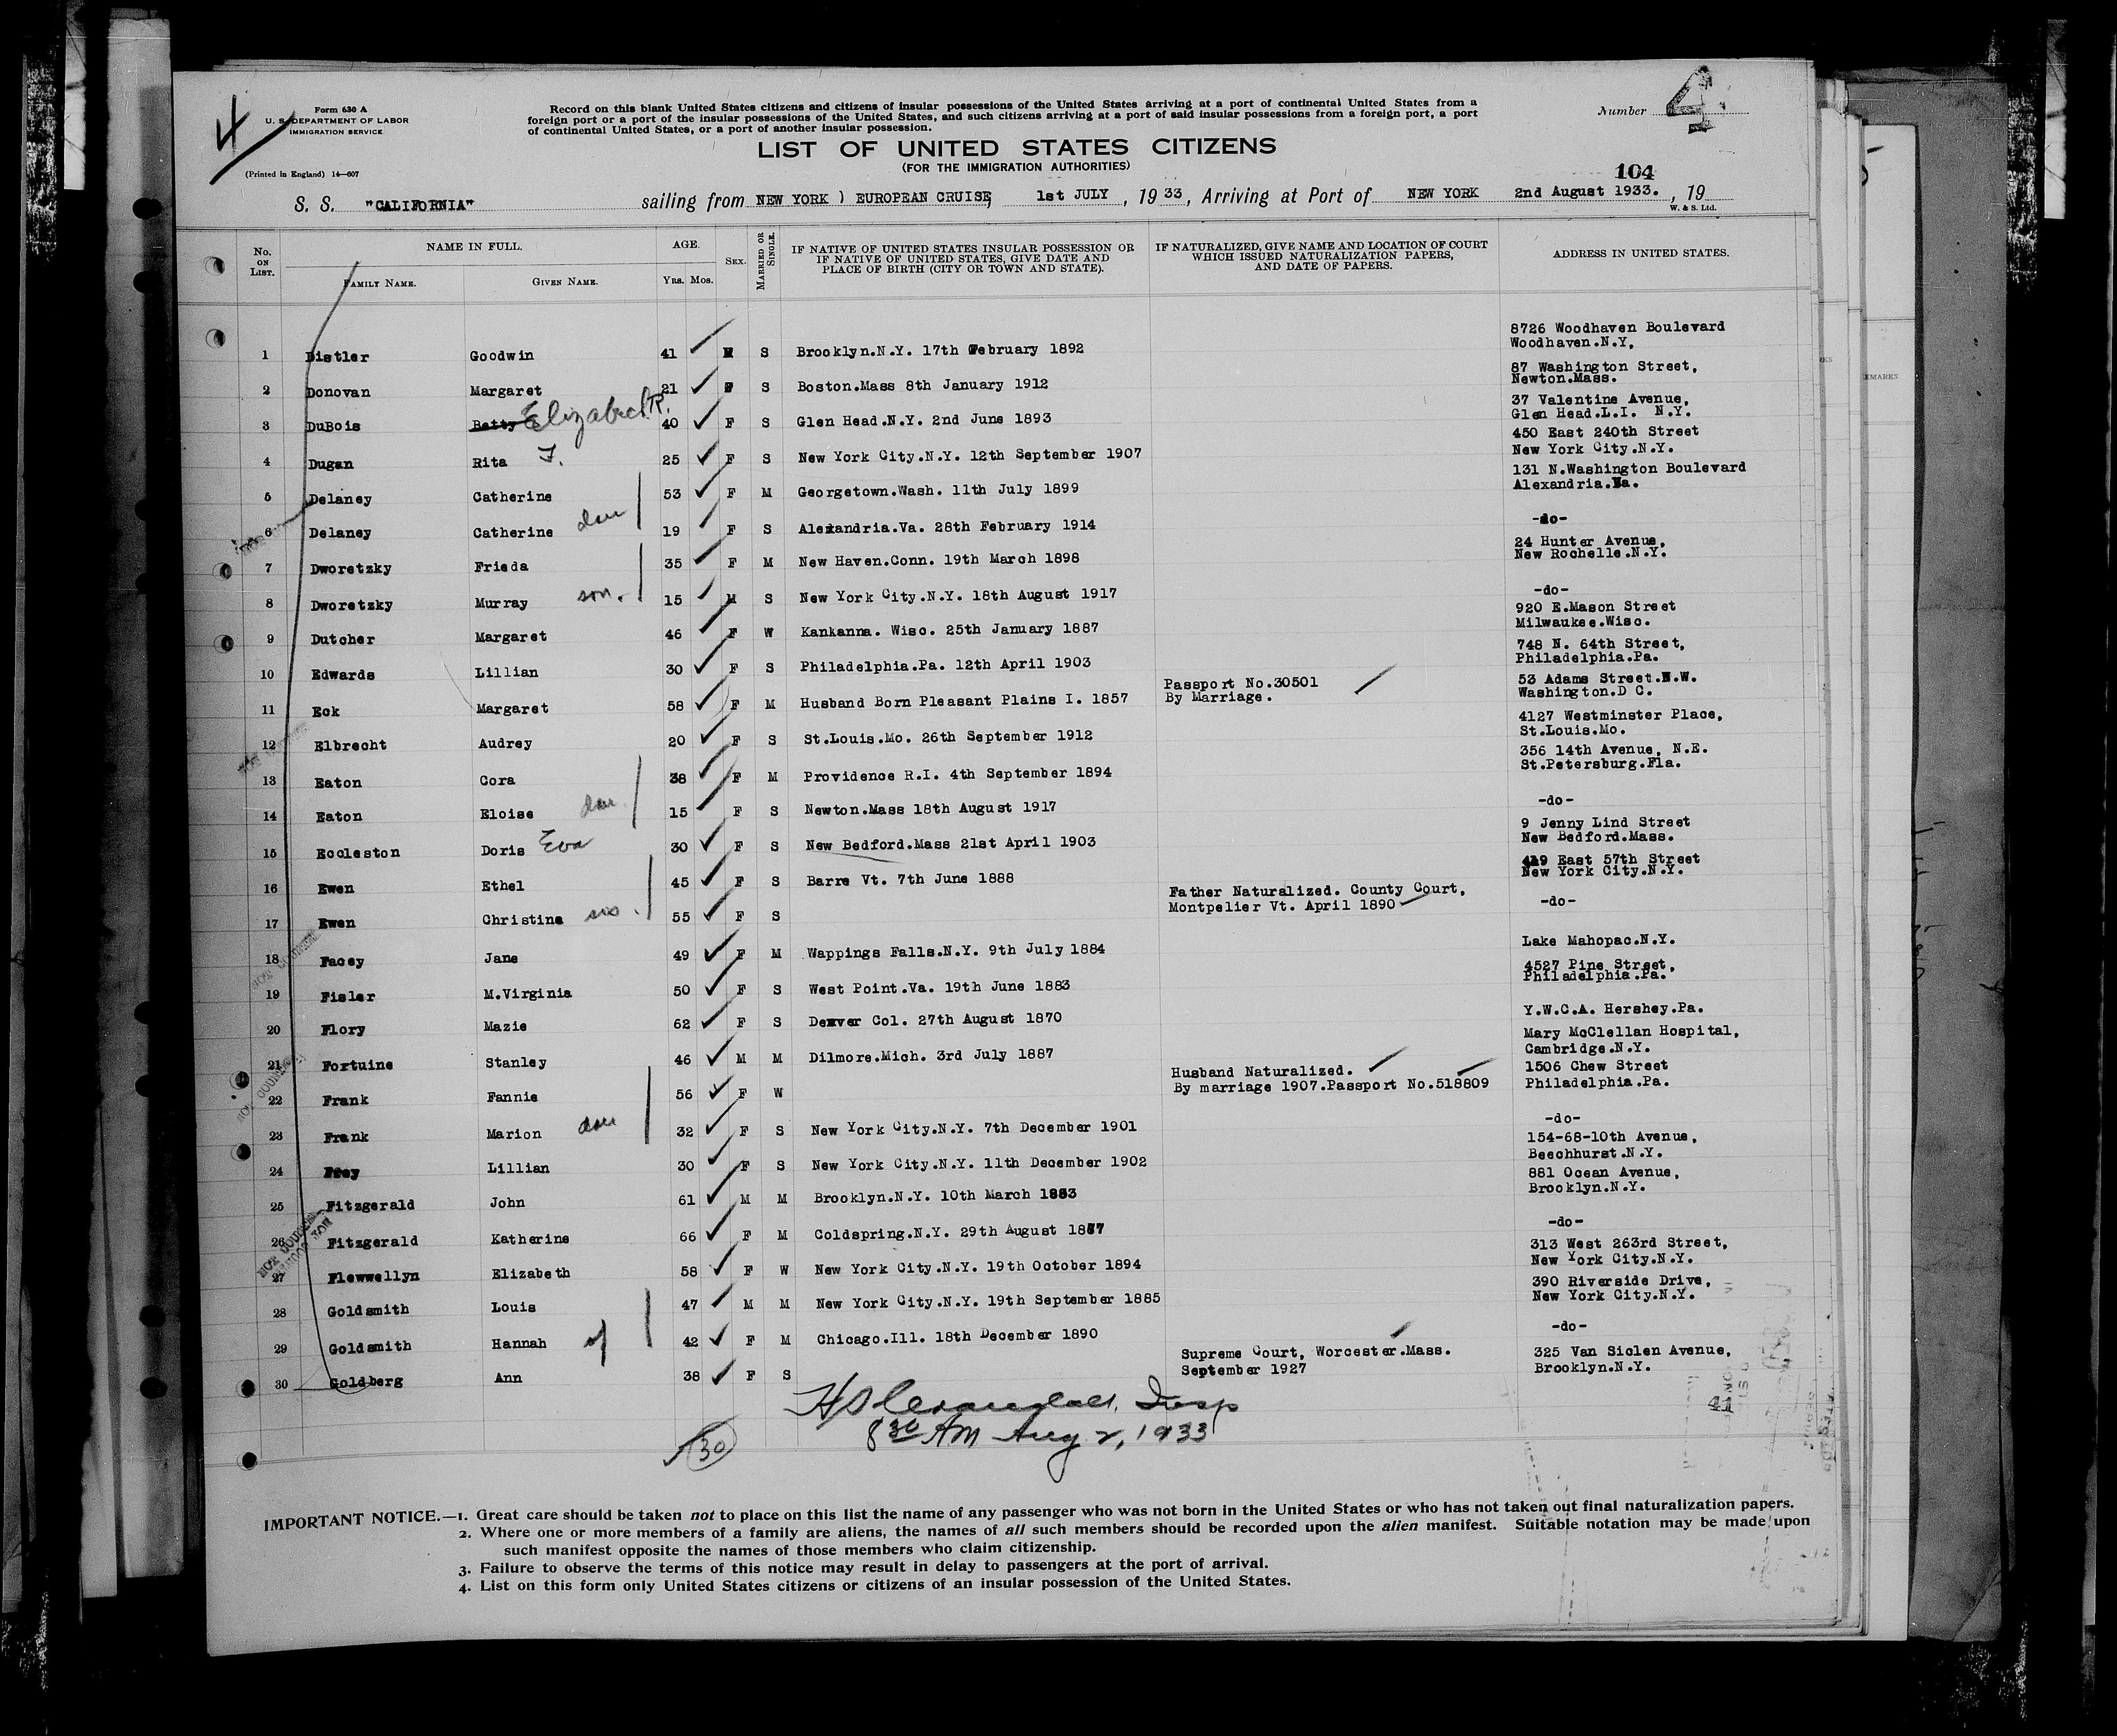 4
Form 630 A
U. S. DEPARTMENT OF LABOR
IMMIGRATION SERVICE
(Printed in England) 14—607
Record on this blank United States citizens and citizens of insular possessions of the United States arriving at a port of continental United States from a
foreign port or a port of the insular possessions of the United States, and such citizens arriving at a port of said insular possessions from a foreign port, a port
of continental United States, or a port of another insular possession.
Number 4
LIST OF UNITED STATES CITIZENS
(FOR THE IMMIGRATION AUTHORITIES)
104
S. S. "CALIFORNIA" sailing from NEW YORK ) EUROPEAN CRUISE, 1st JULY, 1933, Arriving at Port of NEW YORK 2nd August 1933., 19
W. & S. Ltd.
No. ON LIST. NAME IN FULL. FAMILY NAME. GIVEN NAME. AGE. Yrs. Mos. SEX. MARRIED OR SINGLE. IF NATIVE OF UNITED STATES INSULAR POSSESSION OR IF NATIVE OF UNITED STATES, GIVE DATE AND PLACE OF BIRTH (CITY OR TOWN AND STATE). IF NATURALIZED, GIVE NAME AND LOCATION OF COURT WHICH ISSUED NATURALIZATION PAPERS, AND DATE OF PAPERS. ADDRESS IN UNITED STATES.
1 Distler Goodwin 41 M S Brooklyn.N.Y. 17th February 1892 8726 Woodhaven Boulevard Woodhaven.N.Y.
2 Donovan Margaret 21 F S Boston.Mass 8th January 1912 87 Washington Street, Newton.Mass.
3 DuBois Betty Elizabeth R. 40 F S Glen Head.N.Y. 2nd June 1893 37 Valentine Avenue, Glen Head.L.I. N.Y.
4 Dugan Rita F. 25 F S New York City.N.Y. 12th September 1907 450 East 240th Street New York City.N.Y.
5 Delaney Catherine 53 F M Georgetown.Wash. 11th July 1899 131 N.Washington Boulevard Alexandria.Va.
6 Delaney Catherine dau 19 F S Alexandria.Va. 28th February 1914 -do-
7 Dworetzky Frieda 35 F M New Haven.Conn. 19th March 1898 24 Hunter Avenue, New Rochelle.N.Y.
8 Dworetzky Murray son. 15 M S New York City.N.Y. 18th August 1917 -do-
9 Dutcher Margaret 46 F W Kankanna. Wisc. 25th January 1887 920 E.Mason Street Milwaukee.Wisc.
10 Edwards Lillian 30 F S Philadelphia.Pa. 12th April 1903 748 N. 64th Street, Philadelphia.Pa.
11 Eck Margaret 58 F M Husband Born Pleasant Plains I. 1857 Passport No.30501 By Marriage. 53 Adams Street.N.W. Washington.D C.
12 Elbrecht Audrey 20 F S St.Louis.Mo. 26th September 1912 4127 Westminster Place, St.Louis.Mo.
13 Eaton Cora 38 F M Providence R.I. 4th September 1894 356 14th Avenue, N.E. St.Petersburg.Fla.
14 Eaton Eloise dau. 15 F S Newton.Mass 18th August 1917 -do-
15 Eccleston Doris Eva 30 F S New Bedford.Mass 21st April 1903 9 Jenny Lind Street New Bedford.Mass.
16 Ewen Ethel 45 F S Barre Vt. 7th June 1888 419 East 57th Street New York City.N.Y.
17 Ewen Christine sis. 55 F S Father Naturalized. County Court, Montpelier Vt. April 1890 -do-
18 Facey Jane 49 F M Wappings Falls.N.Y. 9th July 1884 Lake Mahopac.N.Y.
19 Fisler M.Virginia 50 F S West Point.Va. 19th June 1883 4527 Pine Street, Philadelphia.Pa.
20 Flory Mazie 62 F S Denver Col. 27th August 1870 Y.W.C.A. Hershey.Pa.
21 Fortuine Stanley 46 M M Dilmore.Mich. 3rd July 1887 Mary McClellan Hospital, Cambridge.N.Y.
22 Frank Fannie 56 F W Husband Naturalized. By marriage 1907.Passport No.518809 1506 Chew Street Philadelphia.Pa.
23 Frank Marion dau 32 F S New York City.N.Y. 7th December 1901 -do-
24 Frey Lillian 30 F S New York City.N.Y. 11th December 1902 154-68-10th Avenue, Beechhurst.N.Y.
25 Fitzgerald John 61 M M Brooklyn.N.Y. 10th March 1883 881 Ocean Avenue, Brooklyn.N.Y.
26 Fitzgerald Katherine 66 F M Coldspring.N.Y. 29th August 1867 -do-
27 Flewwellyn Elizabeth 58 F W New York City.N.Y. 19th October 1894 313 West 263rd Street, New York City.N.Y.
28 Goldsmith Louis 47 M M New York City.N.Y. 19th September 1885 390 Riverside Drive, New York City.N.Y.
29 Goldsmith Hannah wf 42 F M Chicago.Ill. 18th December 1890 -do-
30 Goldberg Ann 38 F S Supreme Court, Worcester.Mass. September 1927 325 Van Siclen Avenue, Brooklyn.N.Y.
Insp
41
30
8 30 AM Aug 2, 1933
IMPORTANT NOTICE.—1. Great care should be taken not to place on this list the name of any passenger who was not born in the United States or who has not taken out final naturalization papers.
2. Where one or more members of a family are aliens, the names of all such members should be recorded upon the alien manifest. Suitable notation may be made upon
such manifest opposite the names of those members who claim citizenship.
3. Failure to observe the terms of this notice may result in delay to passengers at the port of arrival.
4. List on this form only United States citizens or citizens of an insular possession of the United States.